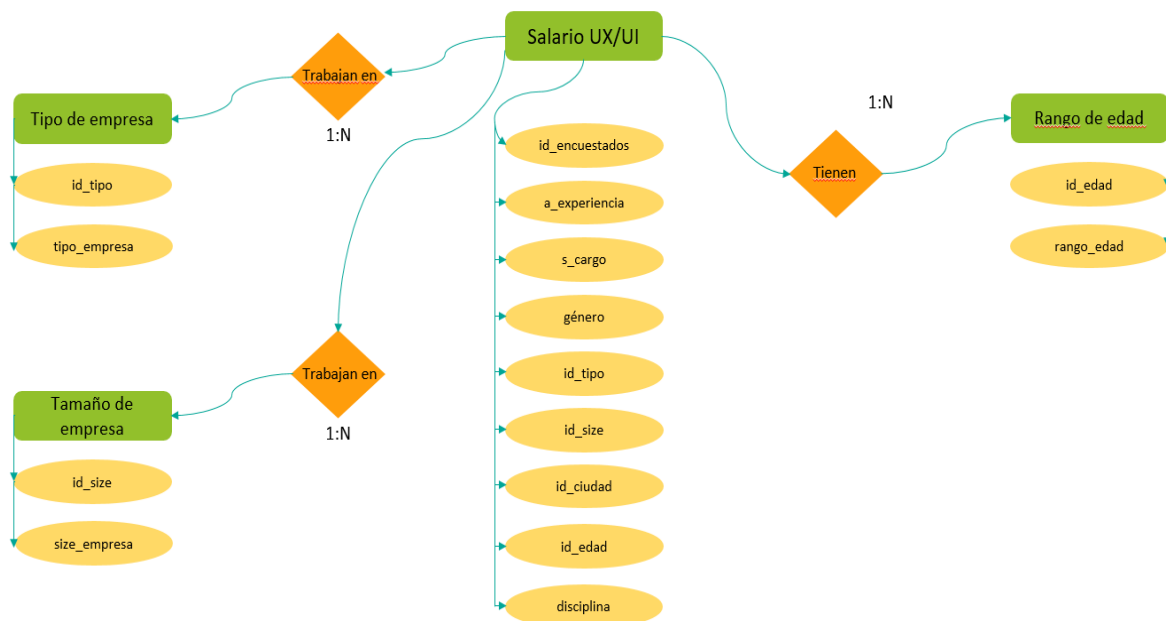 Salario UX/UI
Trabajan en
1:N
Tipo de empresa
id_tipo
tipo_empresa
Trabajan en
1:N
Tamaño de
empresa
id_size
size_empresa
id_encuestados
a_experiencia
s_cargo
género
id_tipo
id_size
id_ciudad
id_edad
disciplina
1:N
Tienen
Rango de edad
id_edad
rango_edad